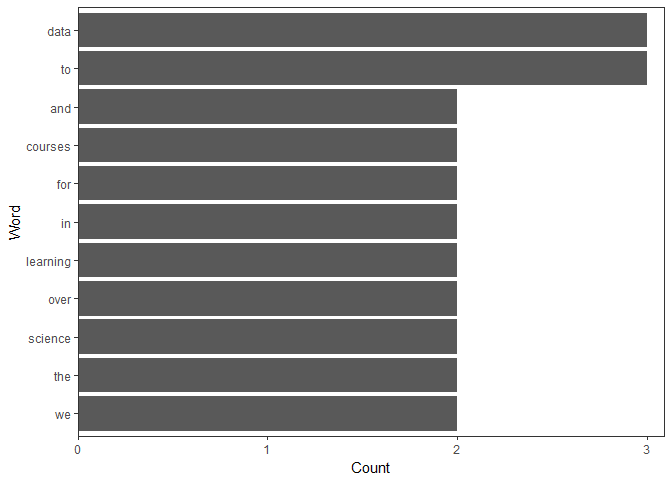 data
to
and
courses
for
in
learning
over
science
the
we
Word
0 1 2 3
Count